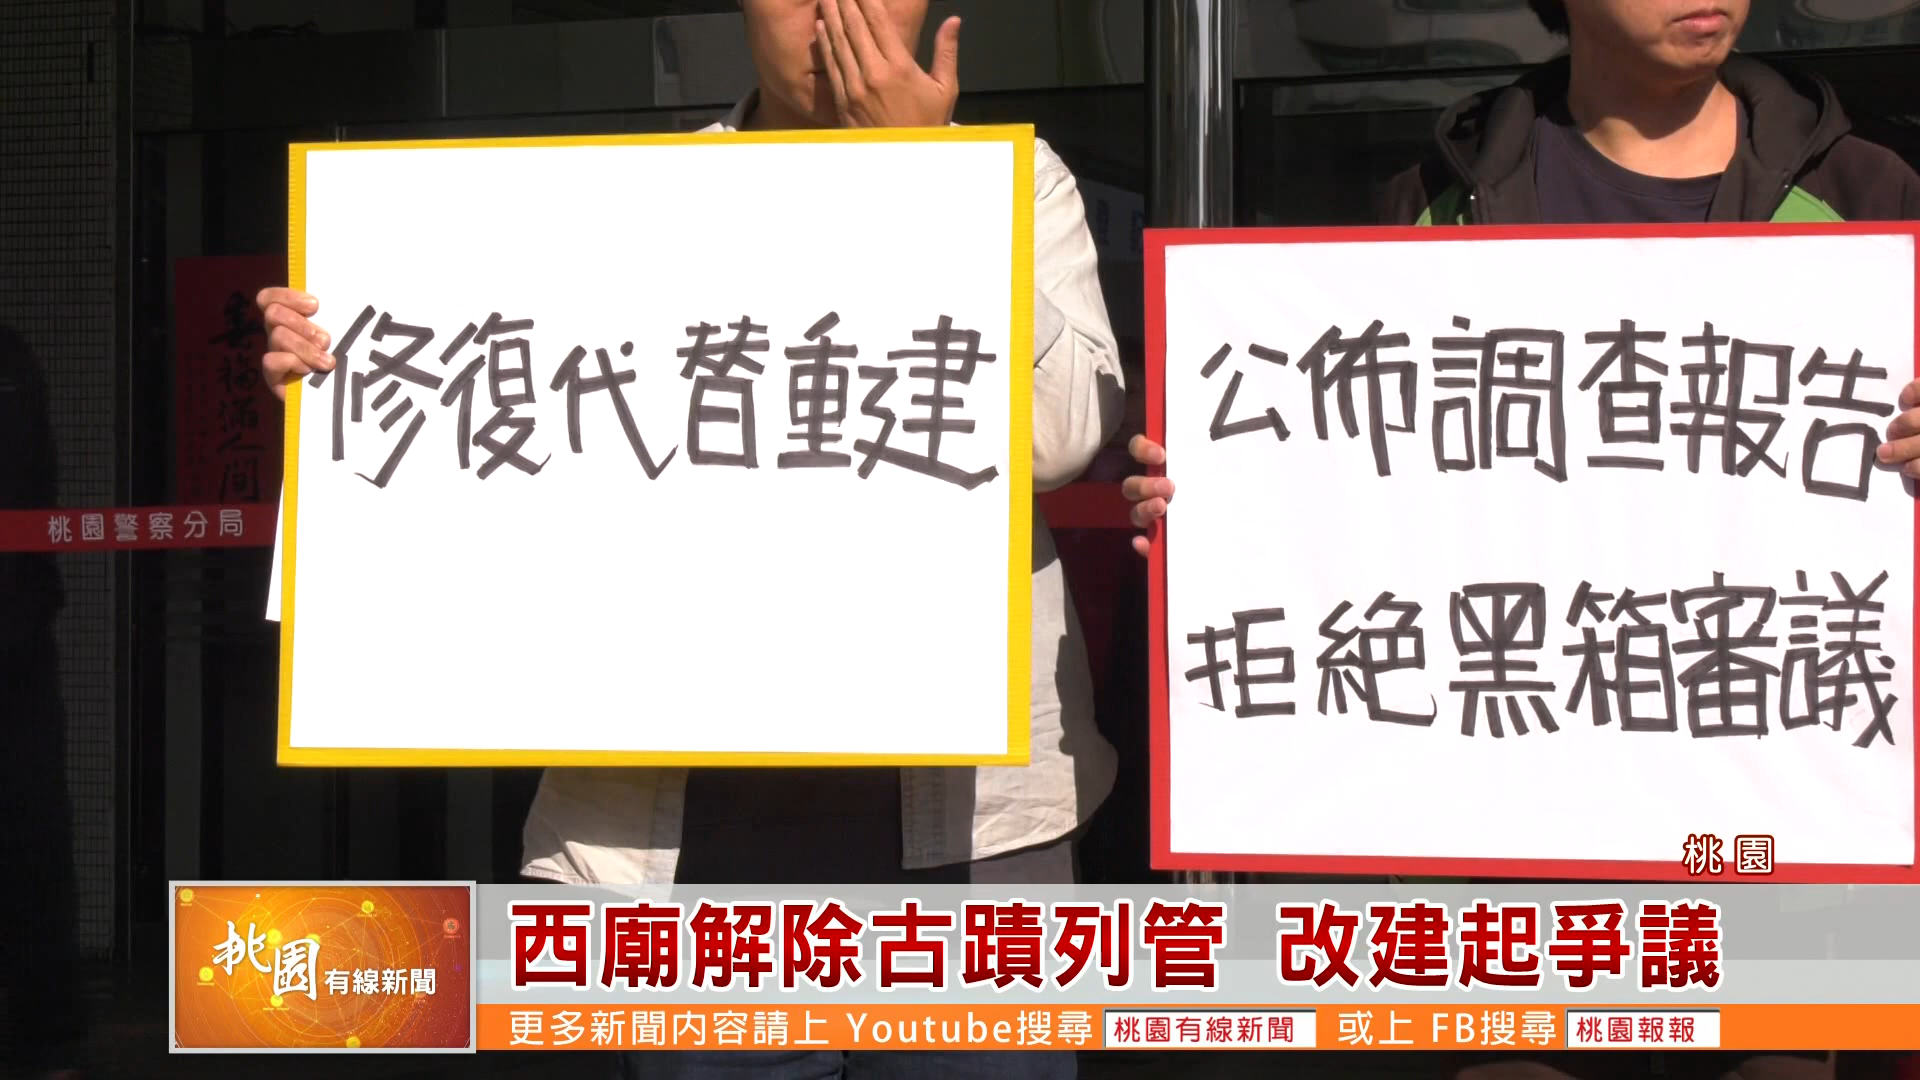 修復代替重建
公佈調查報告
拒絕黑箱審議
福滿人間
桃園警察分局
桃園
桃園有線新聞
西廟解除古蹟列管 改建起爭議
更多新聞內容請上 Youtube搜尋 桃園有線新聞 或上 FB搜尋 桃園報報